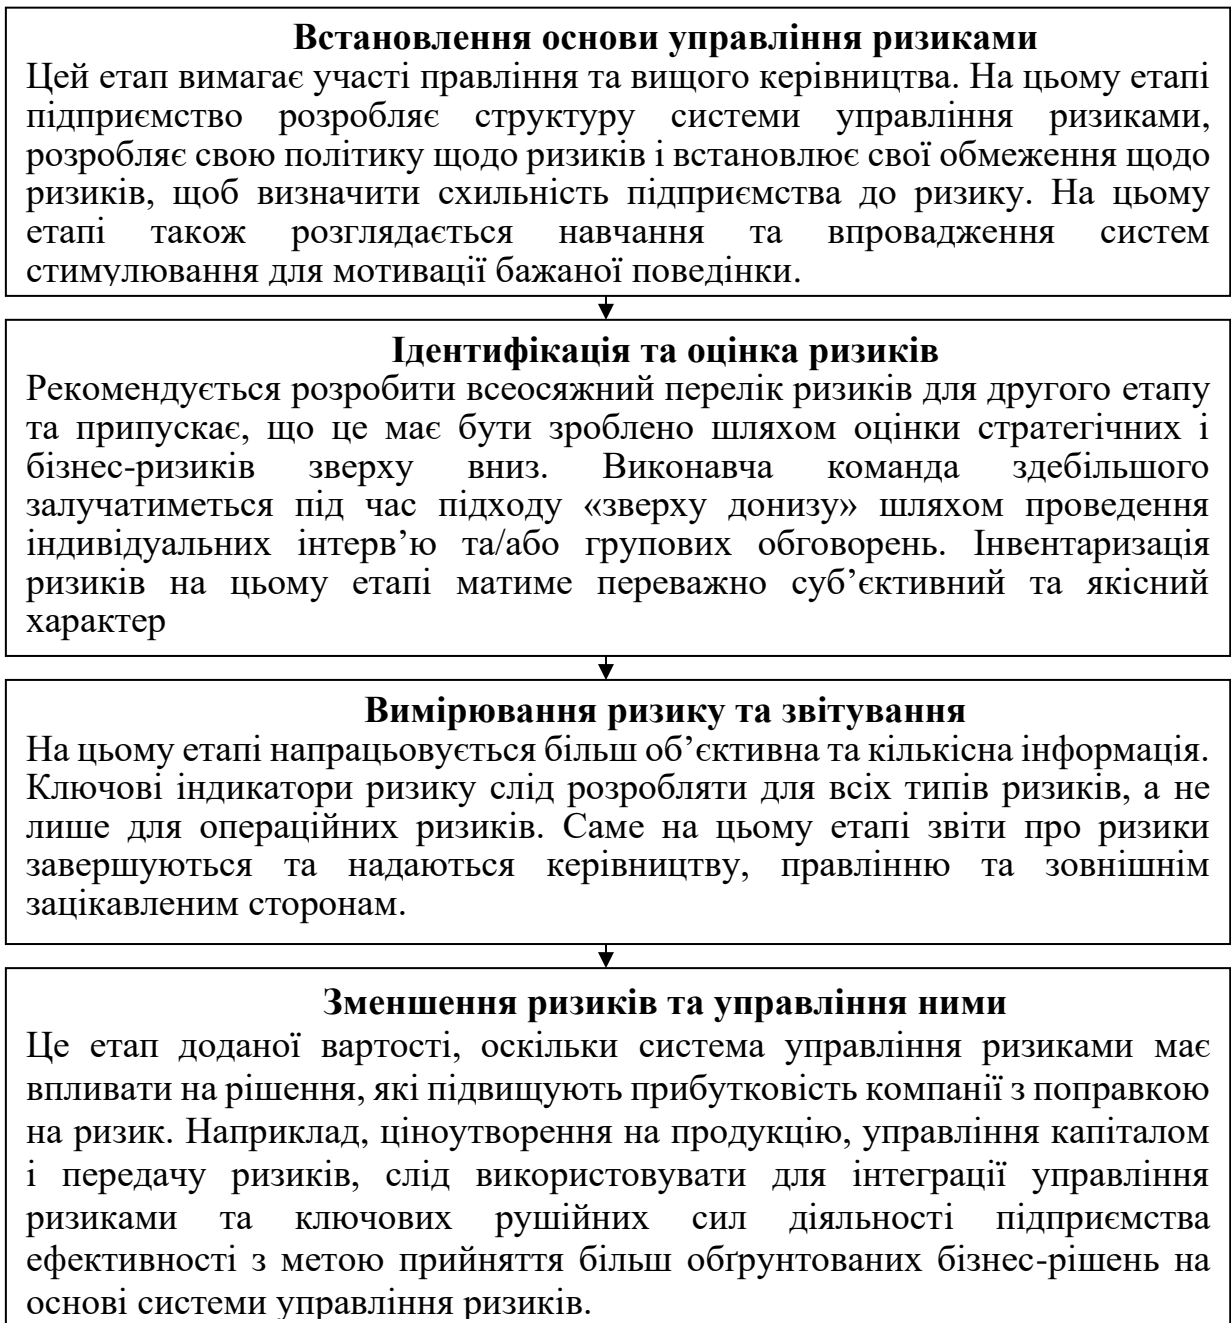 Встановлення основи управління ризиками
Цей етап вимагає участі правління та вищого керівництва. На цьому етапі
підприємство розробляє структуру системи управління ризиками,
розробляє свою політику щодо ризиків і встановлює свої обмеження щодо
ризиків, щоб визначити схильність підприємства до ризику. На цьому
етапі також розглядається навчання та впровадження систем
стимулювання для мотивації бажаної поведінки.
Ідентифікація та оцінка ризиків
Рекомендується розробити всеосяжний перелік ризиків для другого етапу
та припускає, що це має бути зроблено шляхом оцінки стратегічних і
бізнес-ризиків зверху вниз. Виконавча команда здебільшого
залучатиметься під час підходу «зверху донизу» шляхом проведення
індивідуальних інтерв’ю та/або групових обговорень. Інвентаризація
ризиків на цьому етапі матиме переважно суб’єктивний та якісний
характер
Вимірювання ризику та звітування
На цьому етапі напрацьовується більш об’єктивна та кількісна інформація.
Ключові індикатори ризику слід розробляти для всіх типів ризиків, а не
лише для операційних ризиків. Саме на цьому етапі звіти про ризики
завершуються та надаються керівництву, правлінню та зовнішнім
зацікавленим сторонам.
Зменшення ризиків та управління ними
Це етап доданої вартості, оскільки система управління ризиками має
впливати на рішення, які підвищують прибутковість компанії з поправкою
на ризик. Наприклад, ціноутворення на продукцію, управління капіталом
і передачу ризиків, слід використовувати для інтеграції управління
ризиками та ключових рушійних сил діяльності підприємства
ефективності з метою прийняття більш обґрунтованих бізнес-рішень на
основі системи управління ризиків.